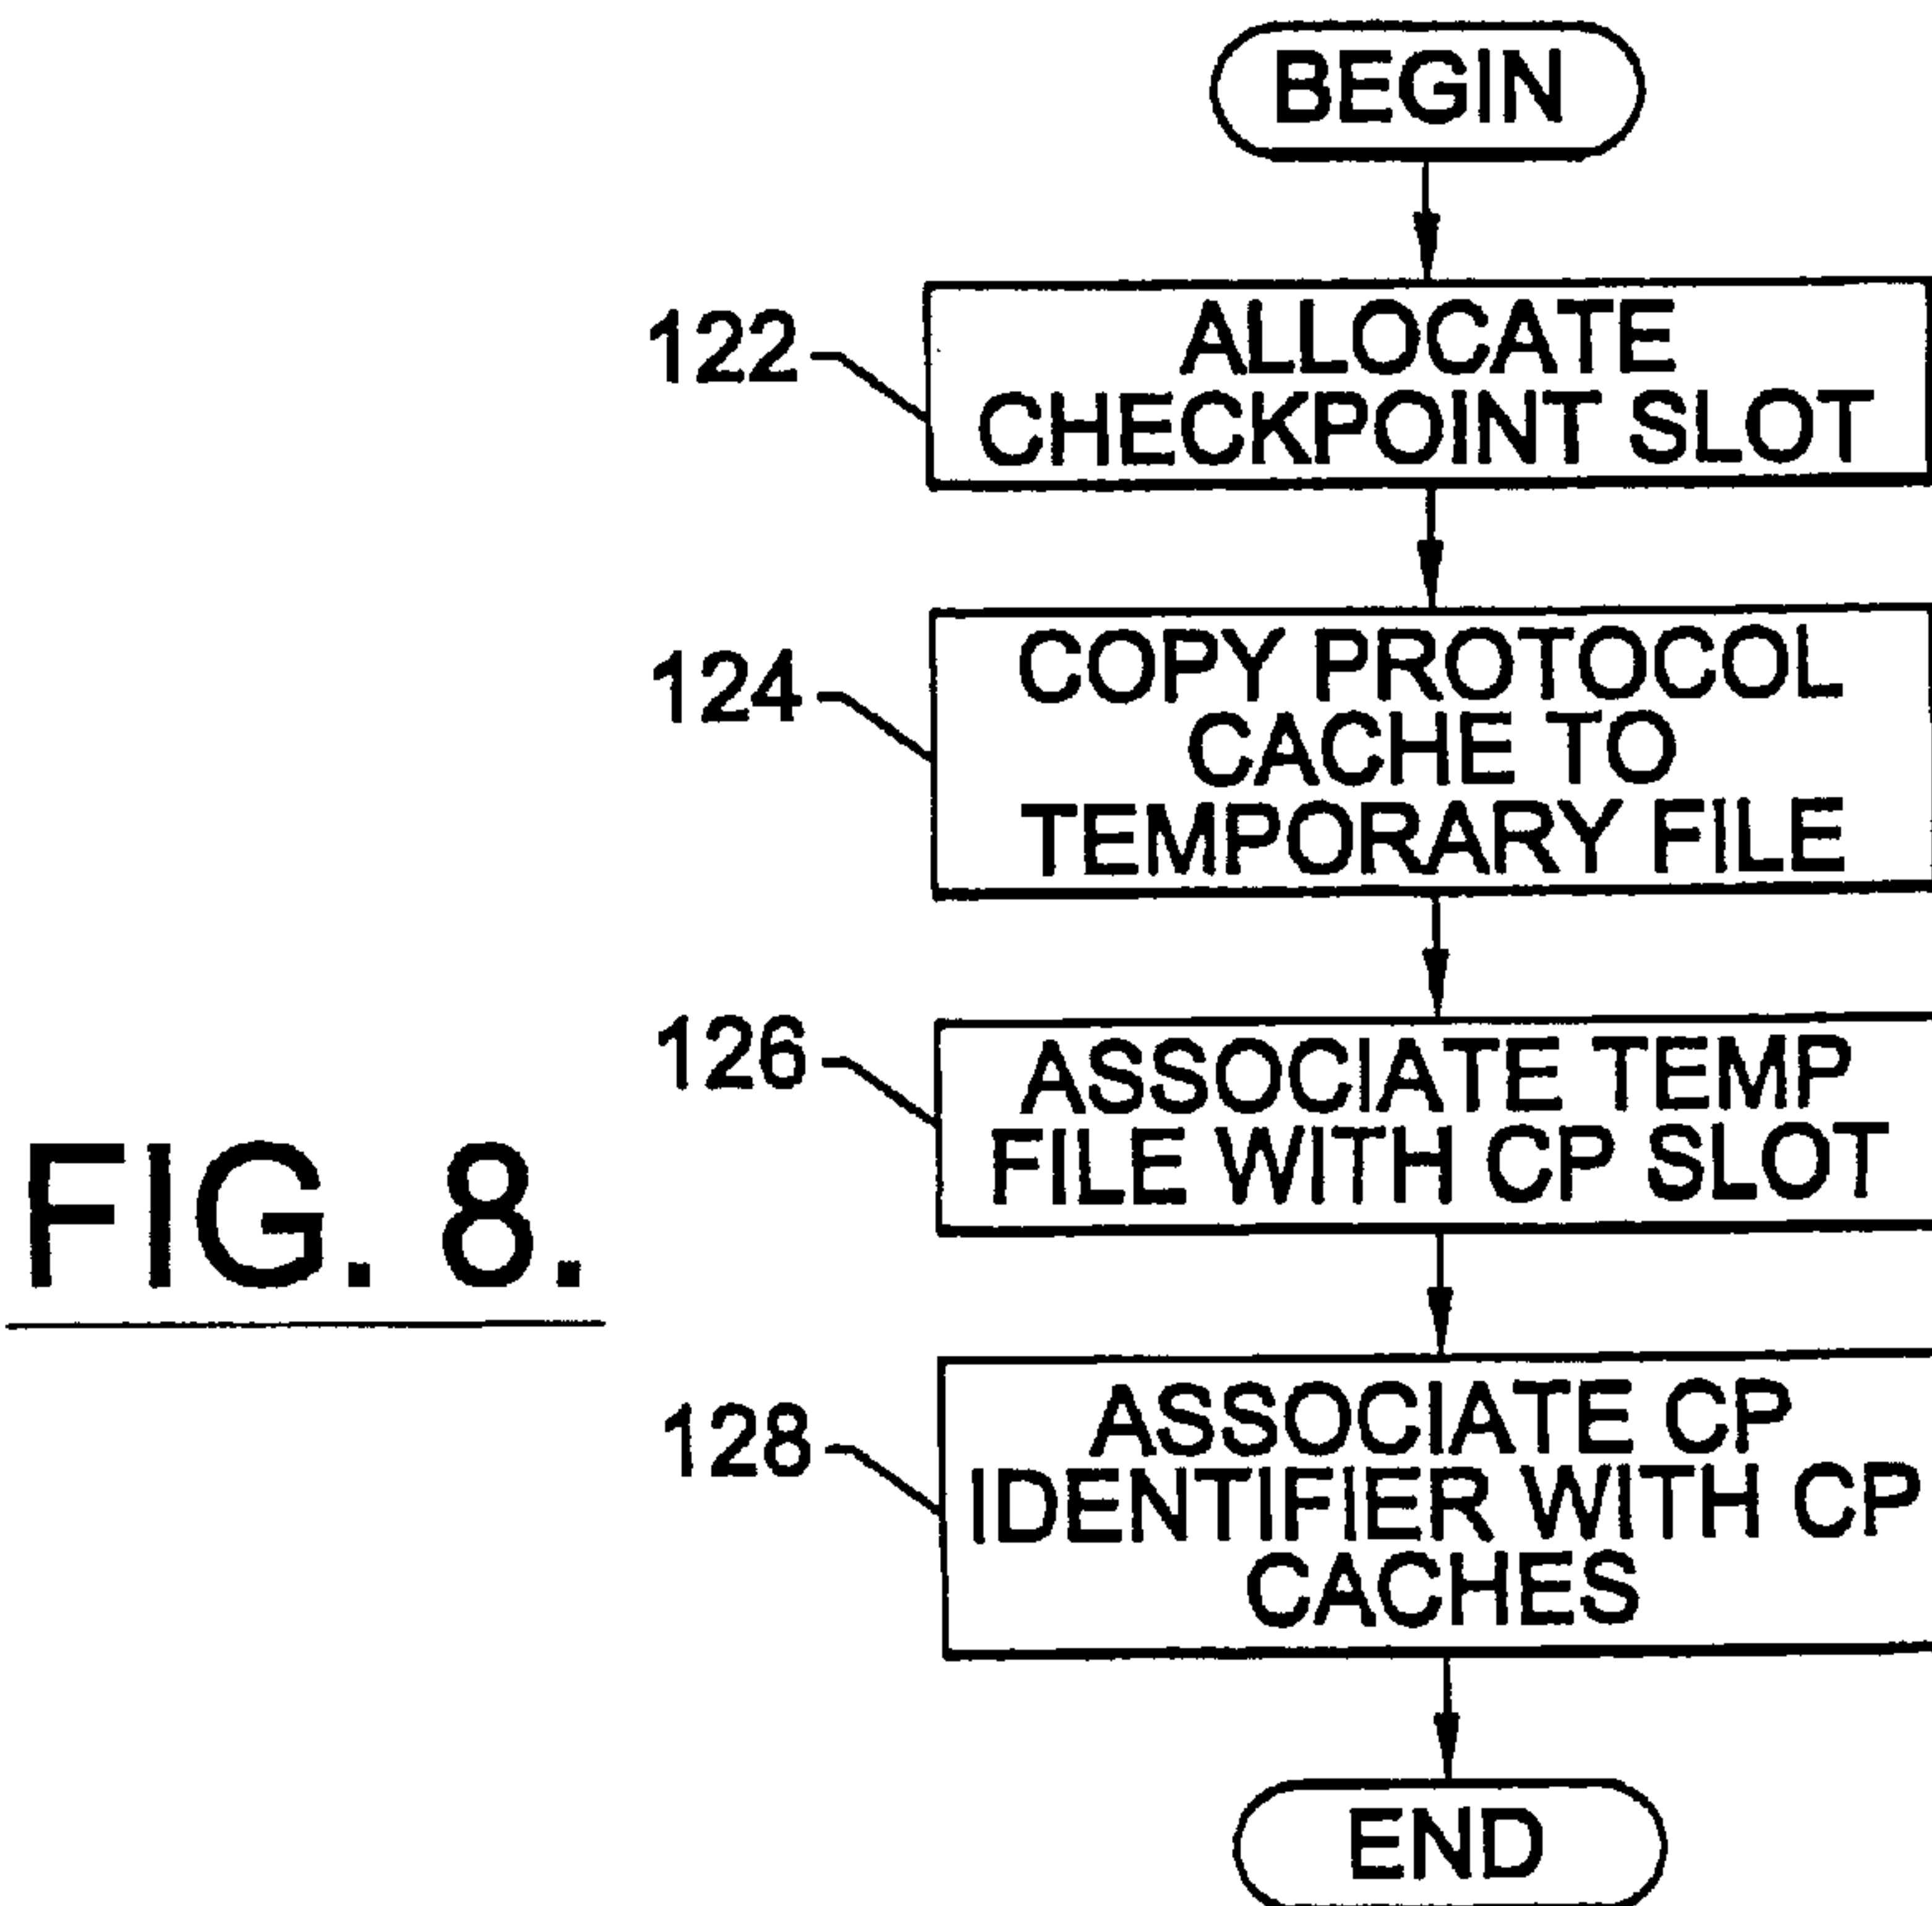 BEGIN
122
ALLOCATE
CHECKPOINT SLOT
124
COPY PROTOCOL
CACHE TO
TEMPORARY FILE
126
ASSOCIATE TEMP
FILE WITH CP SLOT
FIG. 8.
128
ASSOCIATE CP
IDENTIFIER WITH CP
CACHES
END